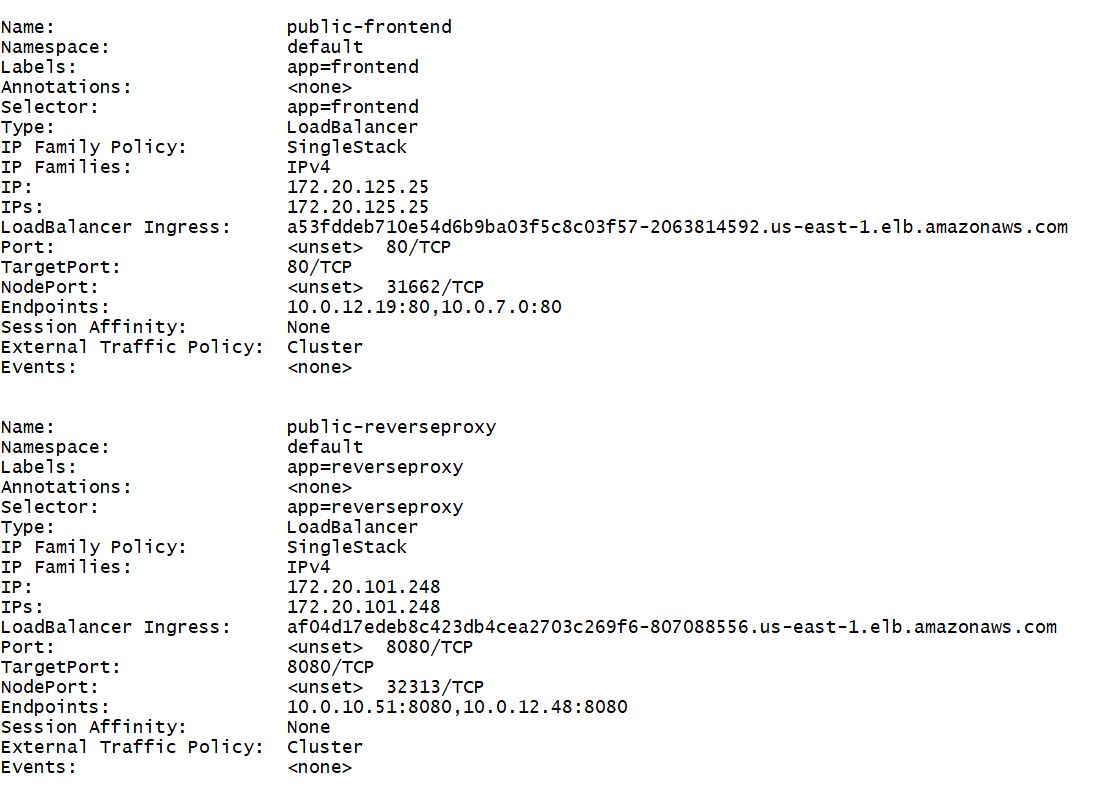 Name:                     public-frontend
Namespace:                default
Labels:                   app=frontend
Annotations:              <none>
Selector:                 app=frontend
Type:                     LoadBalancer
IP Family Policy:         SingleStack
IP Families:              IPv4
IP:                       172.20.125.25
IPs:                      172.20.125.25
LoadBalancer Ingress:     a53fddeb710e54d6b9ba03f5c8c03f57-2063814592.us-east-1.elb.amazonaws.com
Port:                     <unset>  80/TCP
TargetPort:               80/TCP
NodePort:                 <unset>  31662/TCP
Endpoints:                10.0.12.19:80,10.0.7.0:80
Session Affinity:         None
External Traffic Policy:  Cluster
Events:                   <none>
Name:                     public-reverseproxy
Namespace:                default
Labels:                   app=reverseproxy
Annotations:              <none>
Selector:                 app=reverseproxy
Type:                     LoadBalancer
IP Family Policy:         SingleStack
IP Families:              IPv4
IP:                       172.20.101.248
IPs:                      172.20.101.248
LoadBalancer Ingress:     af04d17edeb8c423db4cea2703c269f6-807088556.us-east-1.elb.amazonaws.com
Port:                     <unset>  8080/TCP
TargetPort:               8080/TCP
NodePort:                 <unset>  32313/TCP
Endpoints:                10.0.10.51:8080,10.0.12.48:8080
Session Affinity:         None
External Traffic Policy:  Cluster
Events:                   <none>